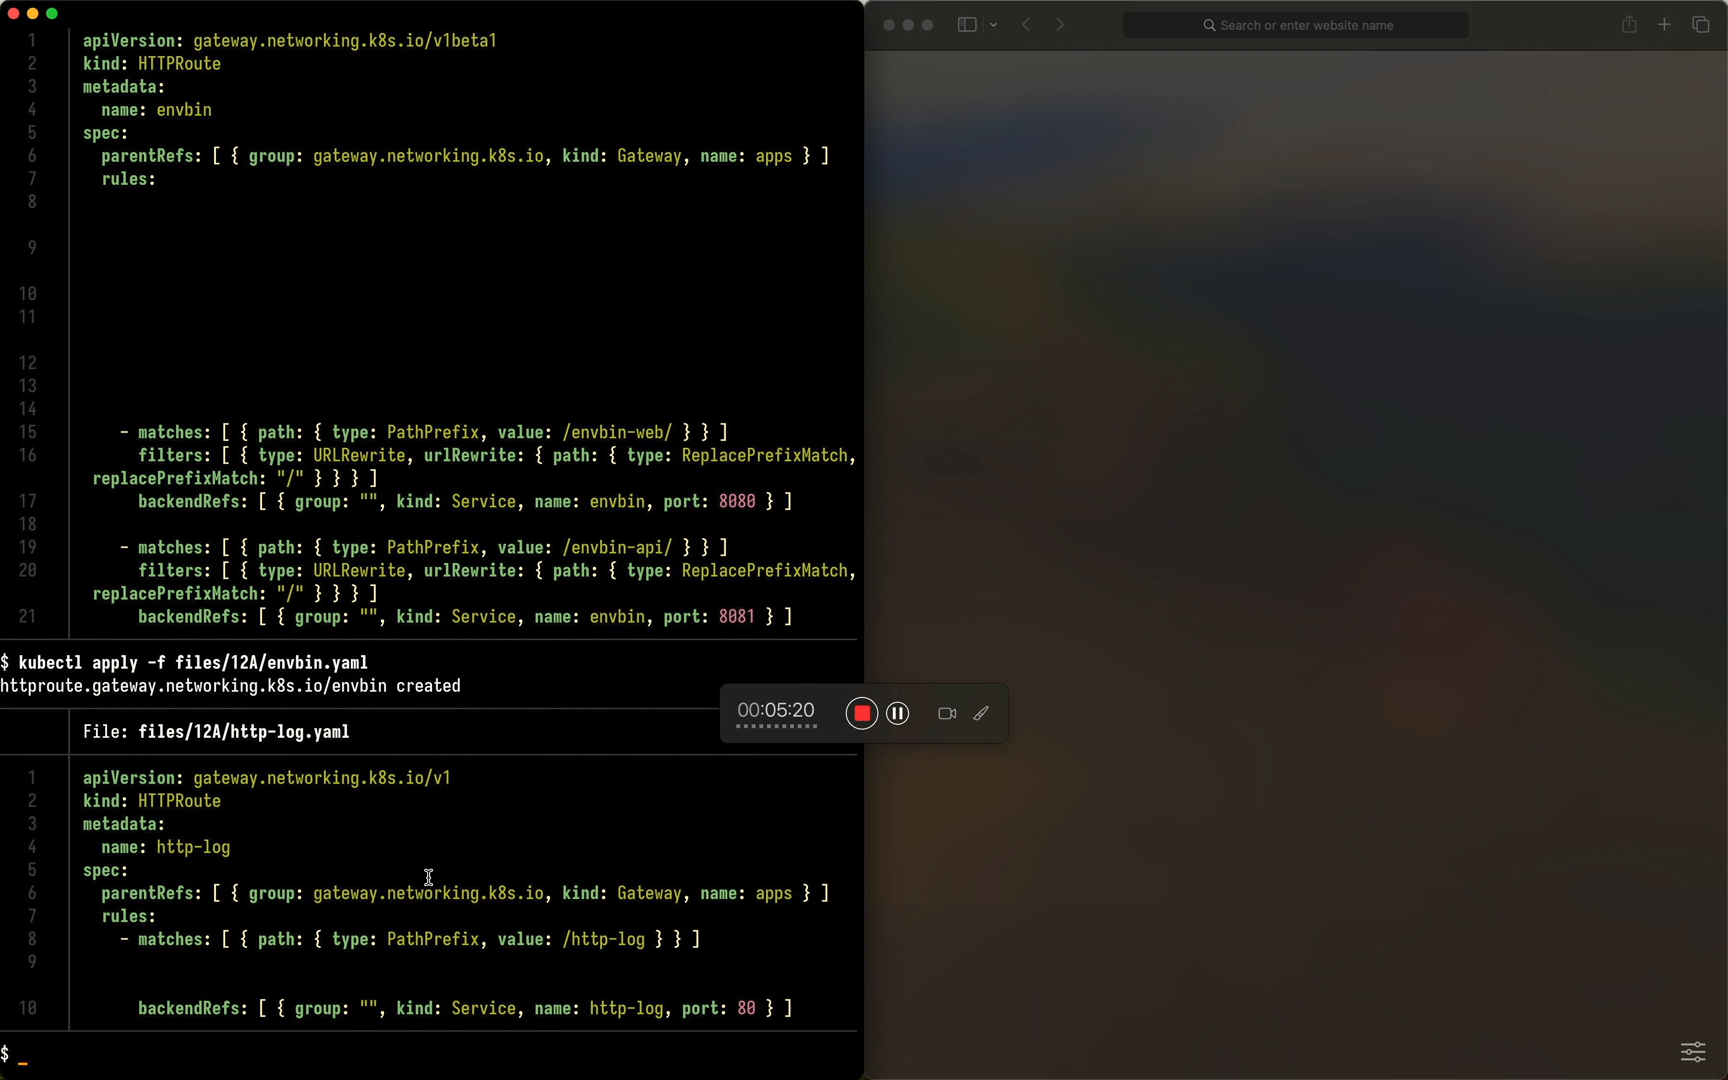 1 apiVersion: gateway.networking.k8s.io/v1beta1
2 kind: HTTPRoute
3 metadata:
4   name: envbin
5 spec:
6   parentRefs: [ { group: gateway.networking.k8s.io, kind: Gateway, name: apps } ]
7   rules:
8
9
10
11
12
13
14
15     - matches: [ { path: { type: PathPrefix, value: /envbin-web/ } } ]
16       filters: [ { type: URLRewrite, urlRewrite: { path: { type: ReplacePrefixMatch,
replacePrefixMatch: "/" } } } ]
17       backendRefs: [ { group: "", kind: Service, name: envbin, port: 8080 } ]
18
19     - matches: [ { path: { type: PathPrefix, value: /envbin-api/ } } ]
20       filters: [ { type: URLRewrite, urlRewrite: { path: { type: ReplacePrefixMatch,
replacePrefixMatch: "/" } } } ]
21       backendRefs: [ { group: "", kind: Service, name: envbin, port: 8081 } ]
$ kubectl apply -f files/12A/envbin.yaml
httproute.gateway.networking.k8s.io/envbin created
File: files/12A/http-log.yaml
1 apiVersion: gateway.networking.k8s.io/v1
2 kind: HTTPRoute
3 metadata:
4   name: http-log
5 spec:
6   parentRefs: [ { group: gateway.networking.k8s.io, kind: Gateway, name: apps } ]
7   rules:
8     - matches: [ { path: { type: PathPrefix, value: /http-log } } ]
9
10       backendRefs: [ { group: "", kind: Service, name: http-log, port: 80 } ]
$ _
00:05:20
Search or enter website name